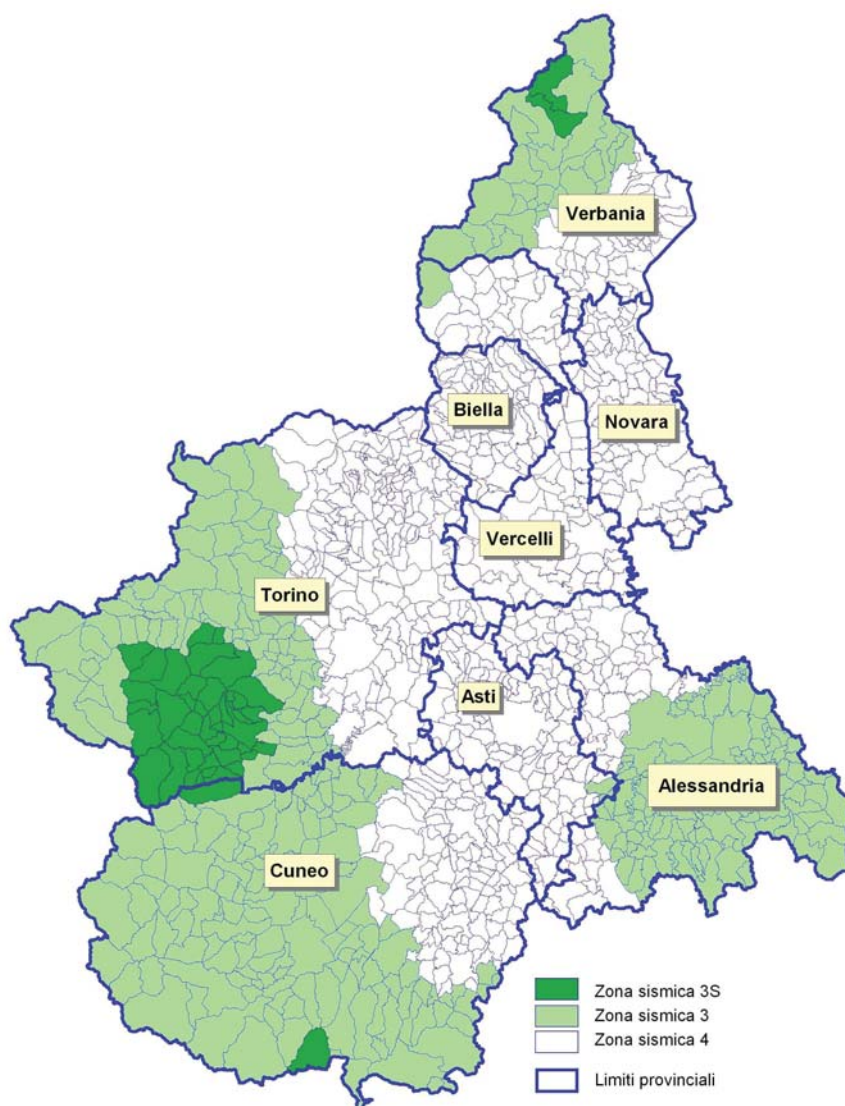 Verbania
Biella
Novara
Vercelli
Torino
Asti
Alessandria
Cuneo
Zona sismica 3S
Zona sismica 3
Zona sismica 4
Limiti provinciali